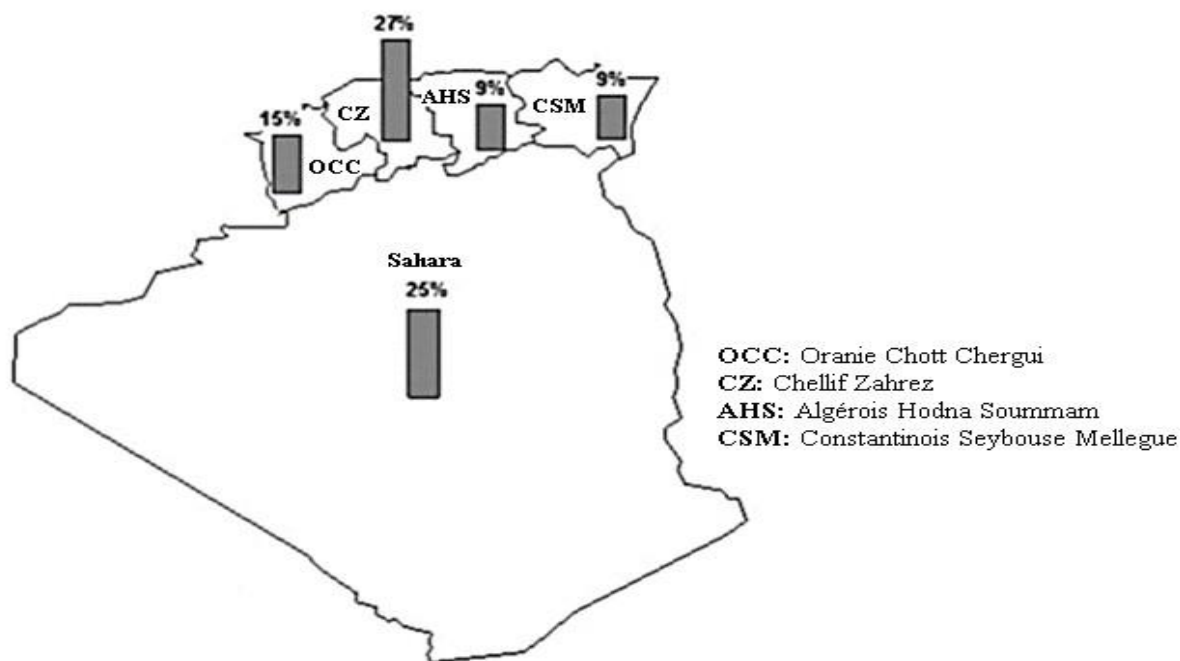 27%
9%
9%
AHS
CSM
CZ
15%
OCC
Sahara
25%
OCC: Oranie Chott Chergui
CZ: Chellif Zahrez
AHS: Algérois Hodna Soummam
CSM: Constantinois Seybouse Mellegue